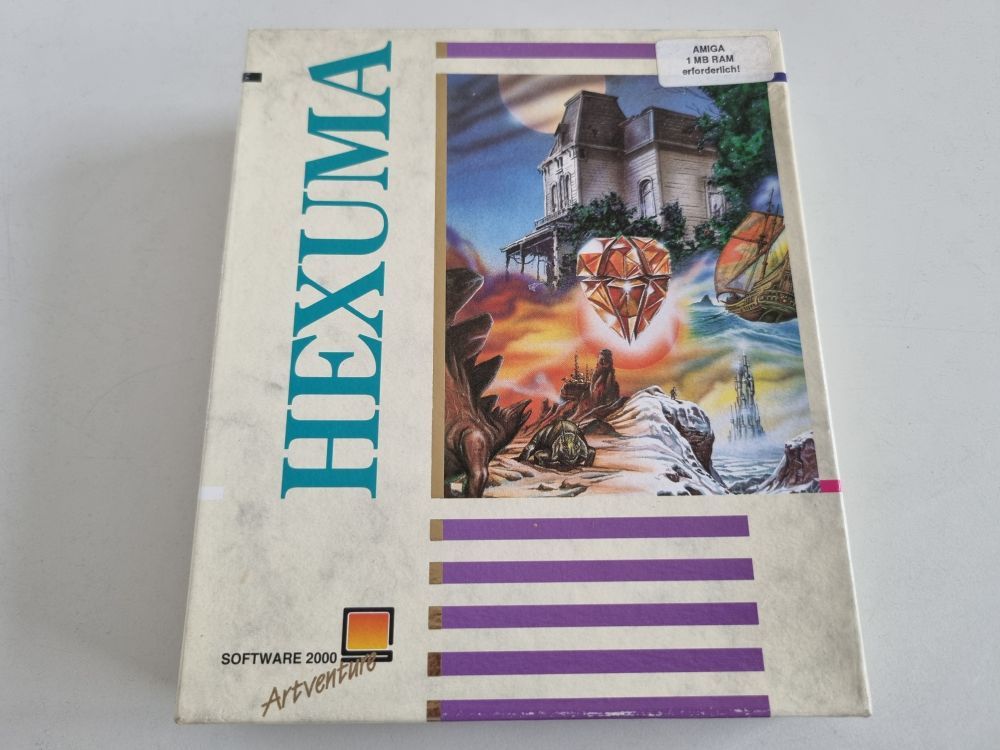 HEXUMA
AMIGA
1 MB RAM
erforderlich!
SOFTWARE 2000
Artventure